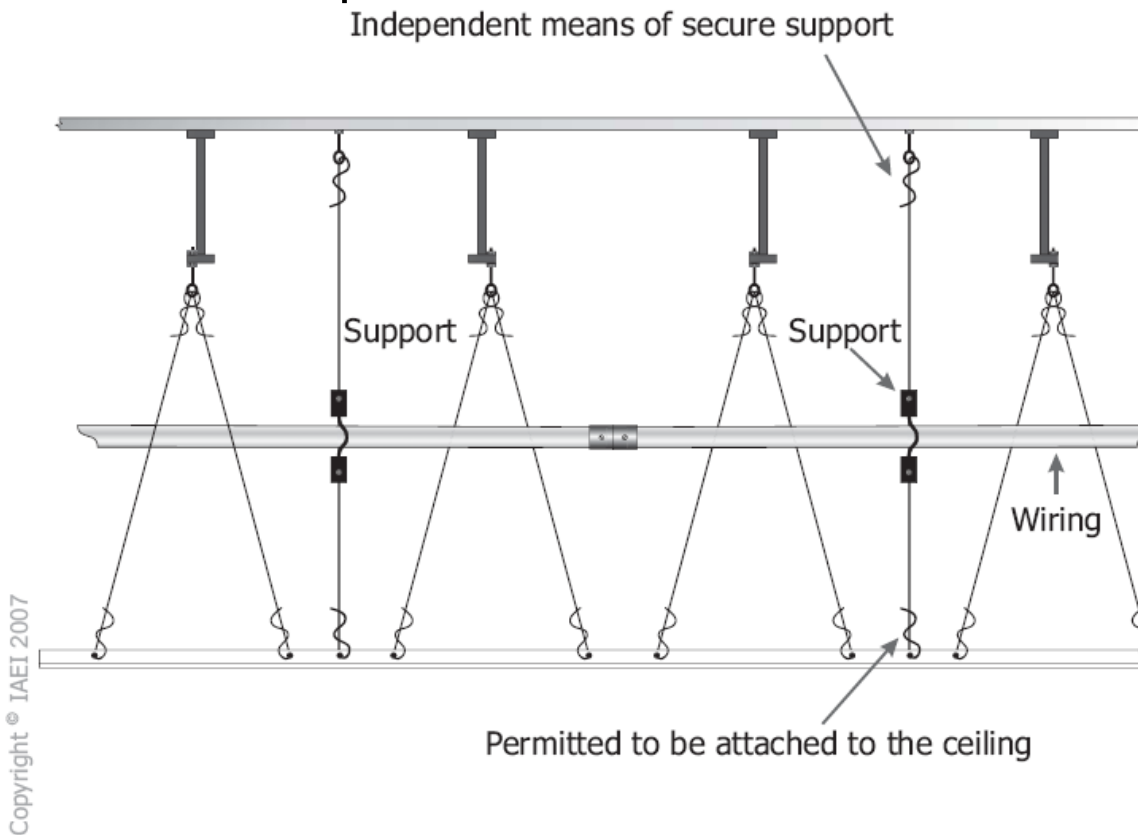 Independent means of secure support
Support
Support
Wiring
Permitted to be attached to the ceiling
Copyright © IAEI 2007